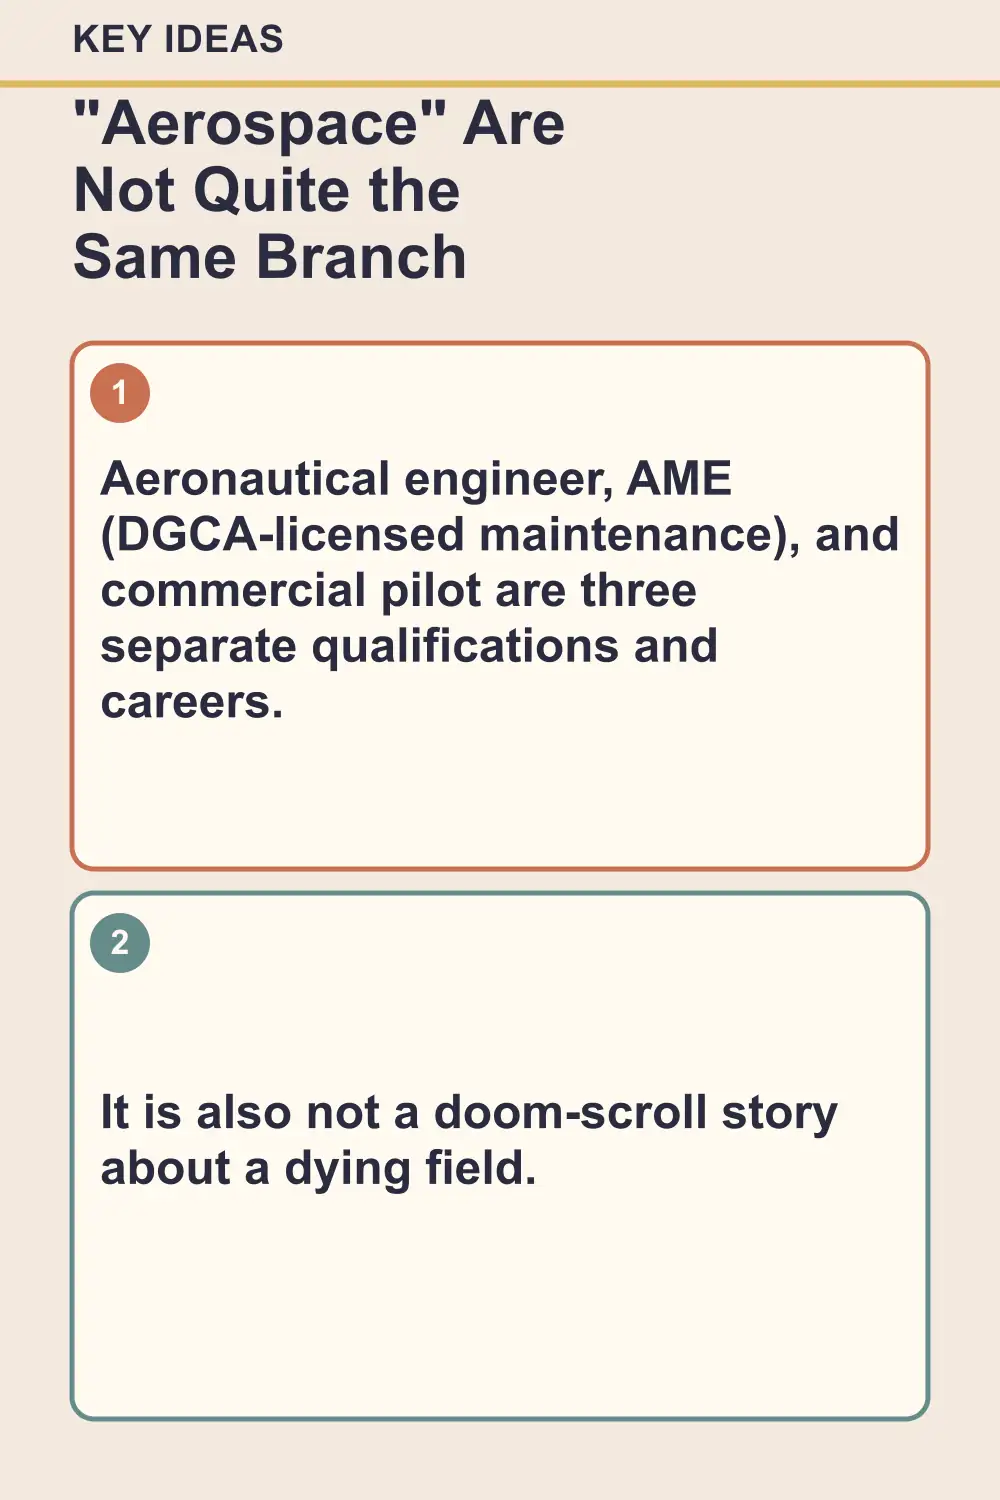 KEY IDEAS
"Aerospace" Are
Not Quite the
Same Branch
1
Aeronautical engineer, AME
(DGCA-licensed maintenance), and
commercial pilot are three
separate qualifications and
careers.
2
It is also not a doom-scroll story
about a dying field.